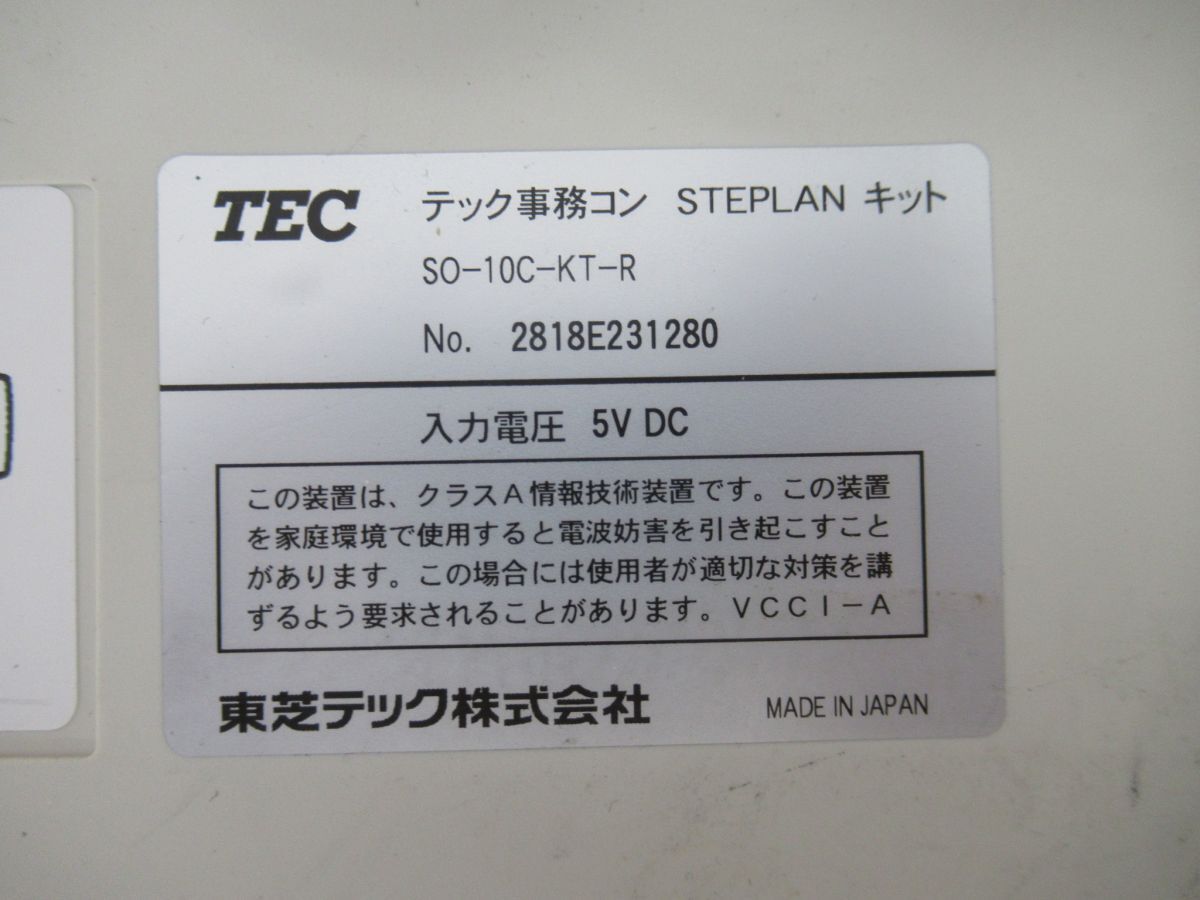 TEC テック事務コン STEPLAN キット
SO-10C-KT-R
No. 2818E231280
入力電圧 5V DC
この装置は、クラスA情報技術装置です。この装置
を家庭環境で使用すると電波妨害を引き起こすこと
があります。この場合には使用者が適切な対策を講
ずるよう要求されることがあります。VCCI-A
東芝テック株式会社 MADE IN JAPAN